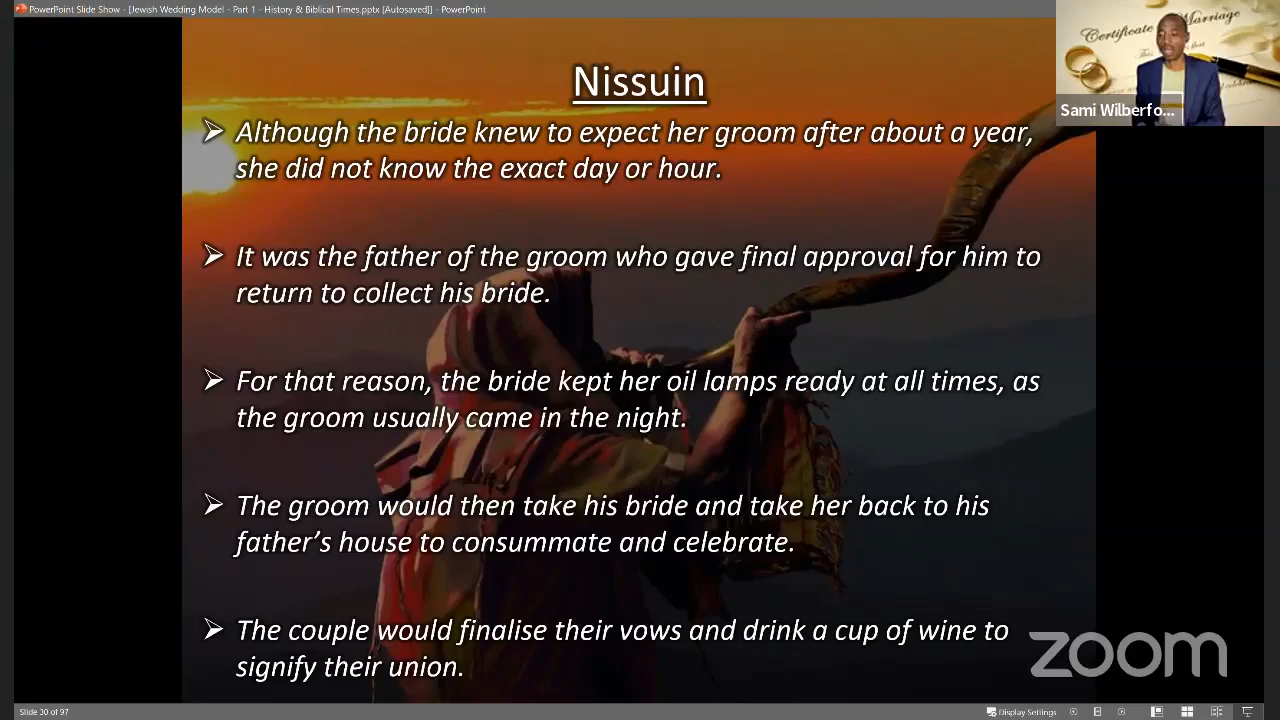 PowerPoint Slide Show - [Jewish Wedding Model - Part 1 - History & Biblical Times.pptx [Autosaved]] - PowerPoint
Certificate Marriage
Sami Wilberfo...
Nissuin
➢ Although the bride knew to expect her groom after about a year,
she did not know the exact day or hour.
➢ It was the father of the groom who gave final approval for him to
return to collect his bride.
➢ For that reason, the bride kept her oil lamps ready at all times, as
the groom usually came in the night.
➢ The groom would then take his bride and take her back to his
father's house to consummate and celebrate.
➢ The couple would finalise their vows and drink a cup of wine to
signify their union.
zoom
Slide 30 of 97
Display Settings